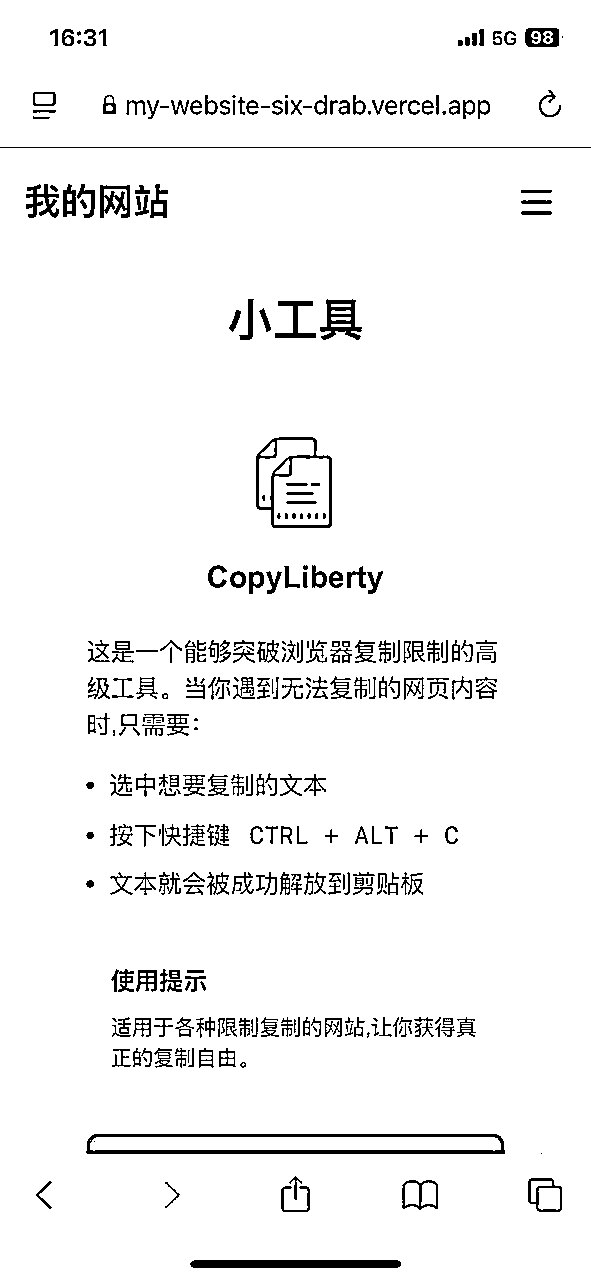 16:31
5G 98
my-website-six-drab.vercel.app
我的网站
小工具
CopyLiberty
这是一个能够突破浏览器复制限制的高
级工具。当你遇到无法复制的网页内容
时,只需要：
• 选中想要复制的文本
• 按下快捷键 CTRL + ALT + C
• 文本就会被成功解放到剪贴板
使用提示
适用于各种限制复制的网站,让你获得真
正的复制自由。